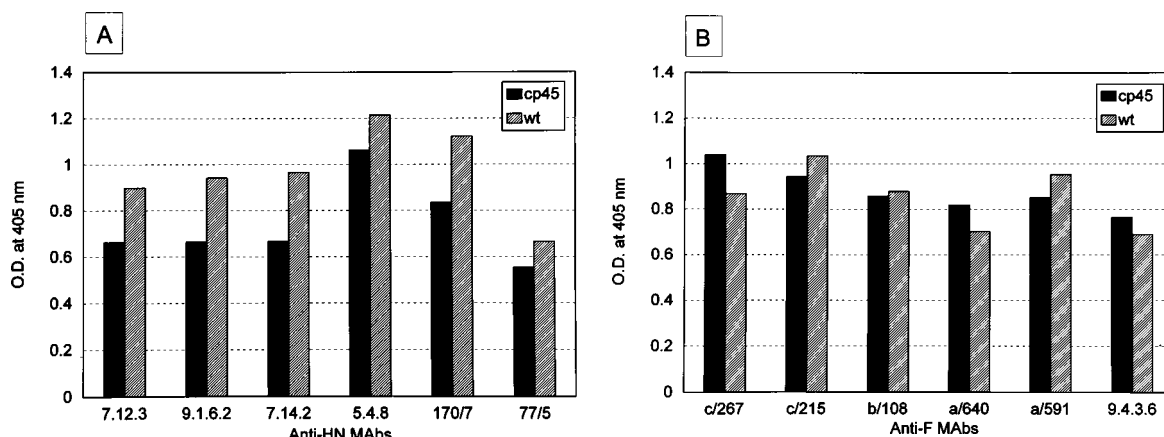 A
1.4
1.2
1
0.8
0.6
0.4
0.2
0
O.D. at 405 nm
cp45
wt
7.12.3 9.1.6.2 7.14.2 5.4.8 170/7 77/5
Anti-HN MAbs
B
1.4
1.2
1
0.8
0.6
0.4
0.2
0
O.D. at 405 nm
cp45
wt
c/267 c/215 b/108 a/640 a/591 9.4.3.6
Anti-F MAbs